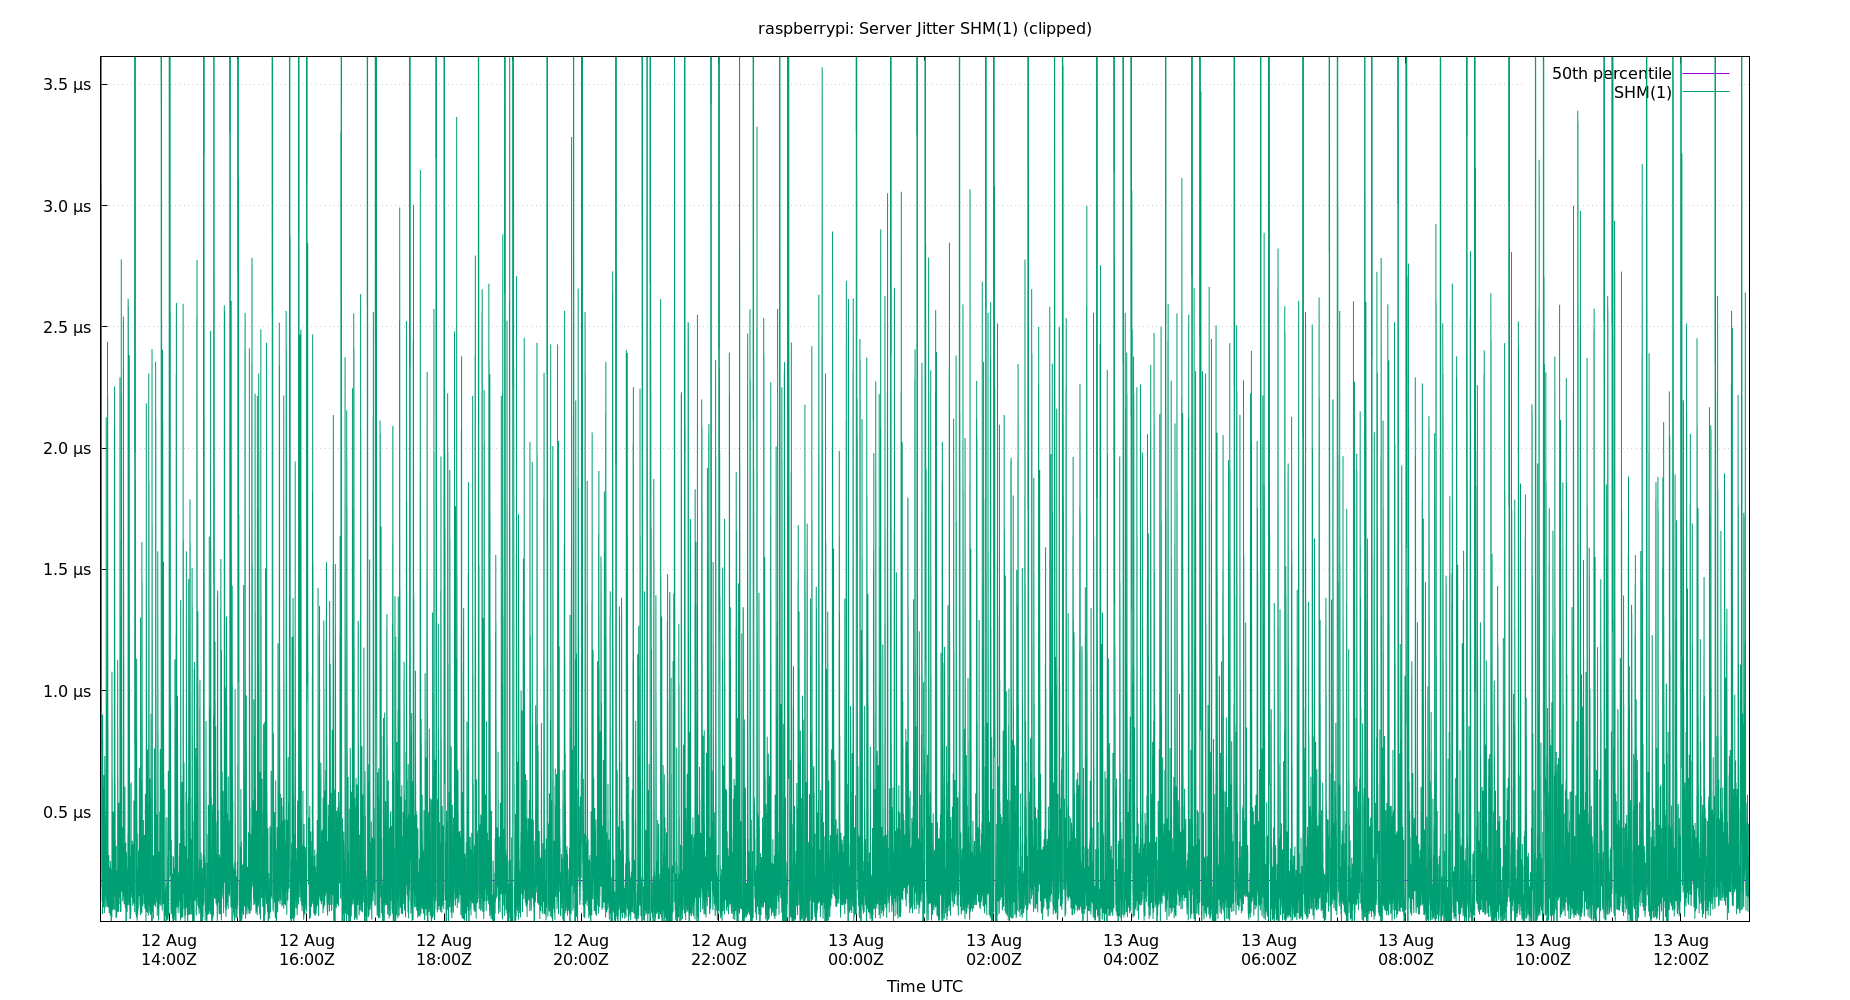 raspberrypi: Server Jitter SHM(1) (clipped)
50th percentile
SHM(1)
3.5 µs
3.0 µs
2.5 µs
2.0 µs
1.5 µs
1.0 µs
0.5 µs
12 Aug 12 Aug 12 Aug 12 Aug 12 Aug 13 Aug 13 Aug 13 Aug 13 Aug 13 Aug 13 Aug 13 Aug
14:00Z 16:00Z 18:00Z 20:00Z 22:00Z 00:00Z 02:00Z 04:00Z 06:00Z 08:00Z 10:00Z 12:00Z
Time UTC